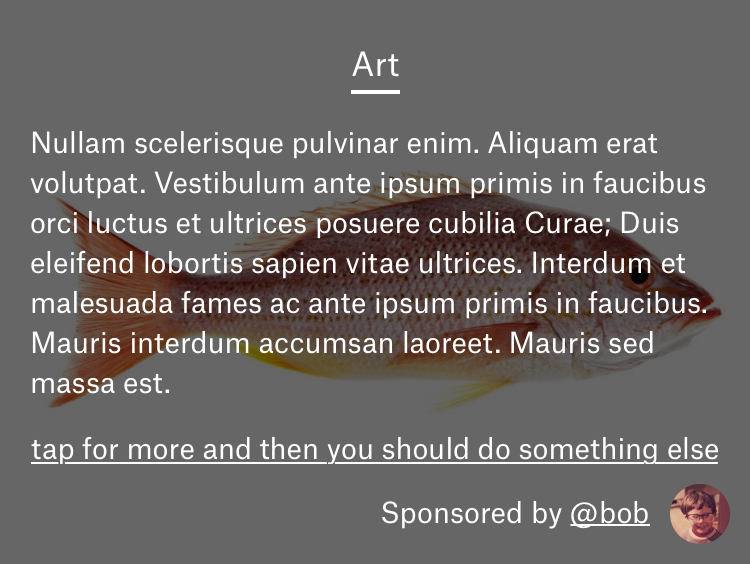 Art
Nullam scelerisque pulvinar enim. Aliquam erat
volutpat. Vestibulum ante ipsum primis in faucibus
orci luctus et ultrices posuere cubilia Curae; Duis
eleifend lobortis sapien vitae ultrices. Interdum et
malesuada fames ac ante ipsum primis in faucibus.
Mauris interdum accumsan laoreet. Mauris sed
massa est.
tap for more and then you should do something else
Sponsored by @bob